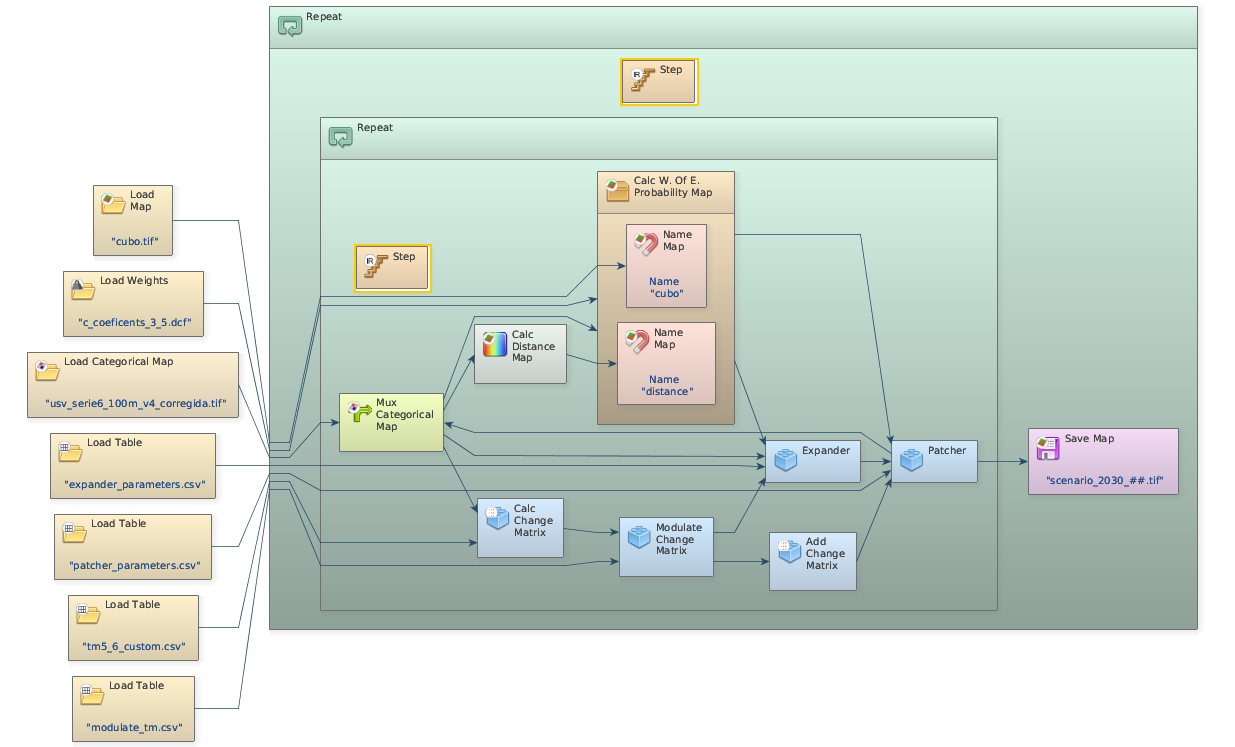 Repeat
Step
Repeat
Calc W. Of E.
Probability Map
Name
Map
Name
"cubo"
Step
Name
Map
Name
"distance"
Calc
Distance
Map
Mux
Categorical
Map
Expander
Patcher
Calc
Change
Matrix
Modulate
Change
Matrix
Add
Change
Matrix
Load
Map
"cubo.tif"
Load Weights
"c_coeficents_3_5.dcf"
Load Categorical Map
"usv_serie6_100m_v4_corregida.tif"
Load Table
"expander_parameters.csv"
Load Table
"patcher_parameters.csv"
Load Table
"tm5_6_custom.csv"
Load Table
"modulate_tm.csv"
Save Map
"scenario_2030_##.tif"